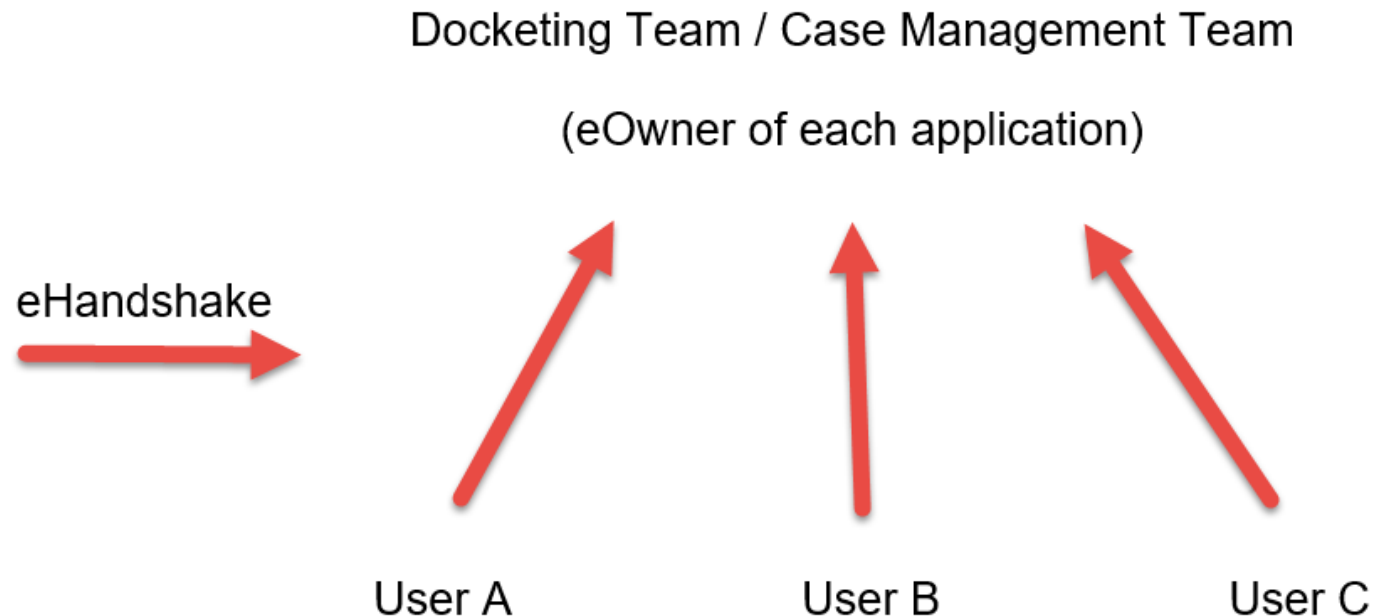 Docketing Team / Case Management Team
(eOwner of each application)
eHandshake
User A
User B
User C